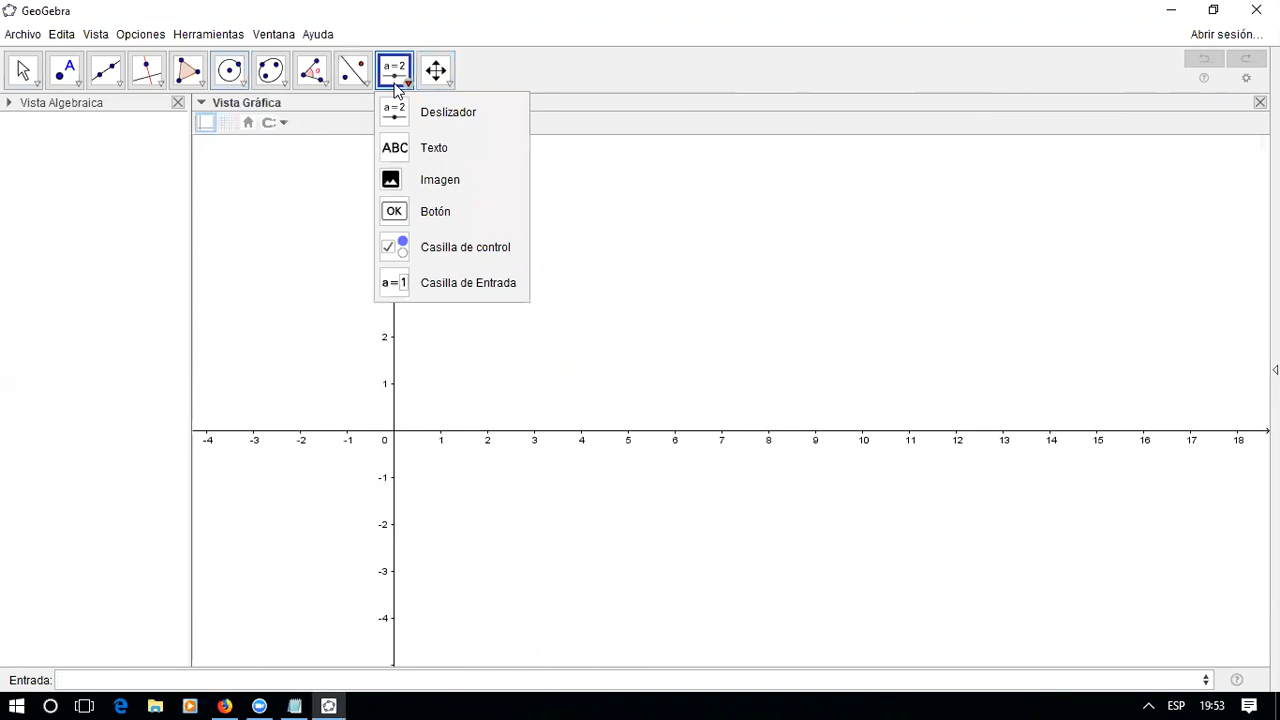 GeoGebra
Archivo Edita Vista Opciones Herramientas Ventana Ayuda
Abrir sesión...
A
a=2
Vista Algebraica
Vista Gráfica
a=2 Deslizador
ABC Texto
Imagen
OK Botón
Casilla de control
a=1 Casilla de Entrada
2
1
-4 -3 -2 -1 0 1 2 3 4 5 6 7 8 9 10 11 12 13 14 15 16 17 18
-1
-2
-3
-4
Entrada:
ESP 19:53